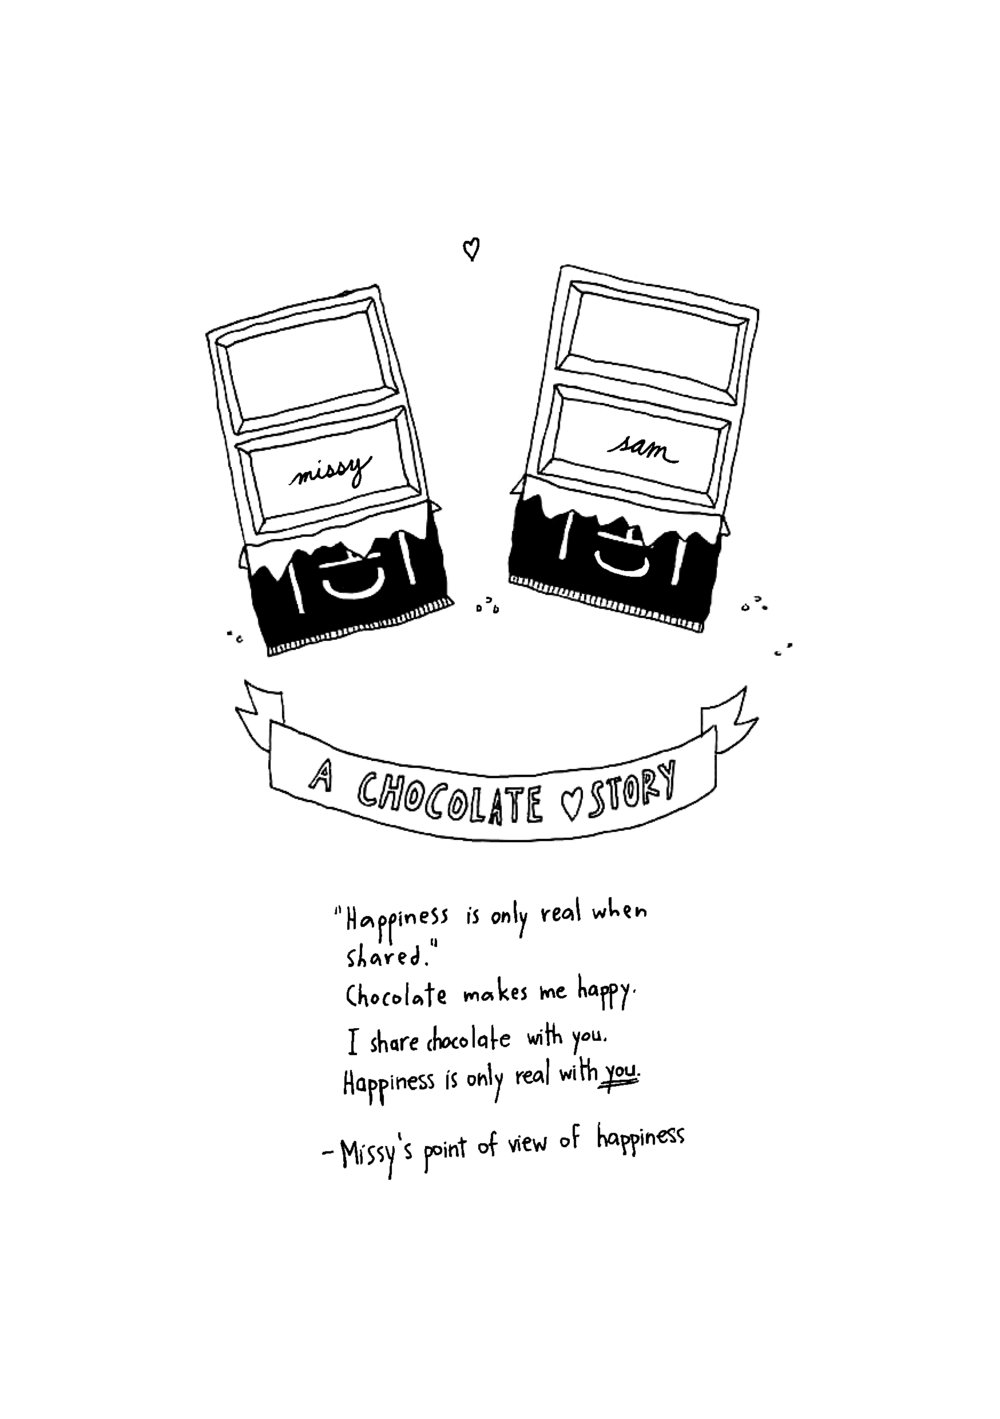 missy
sam
A CHOCOLATE ♡ STORY
"Happiness is only real when
shared."
Chocolate makes me happy.
I share chocolate with you.
Happiness is only real with you.
- Missy's point of view of happiness